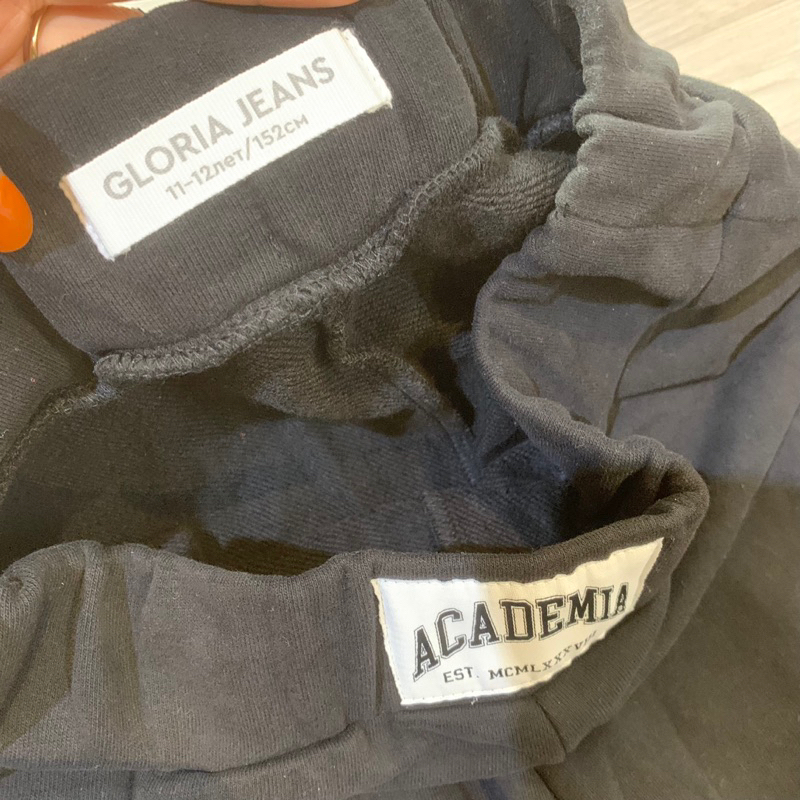 GLORIA JEANS
11-12лет/152см
ACADEMIA
EST. MCMLXXXVIII